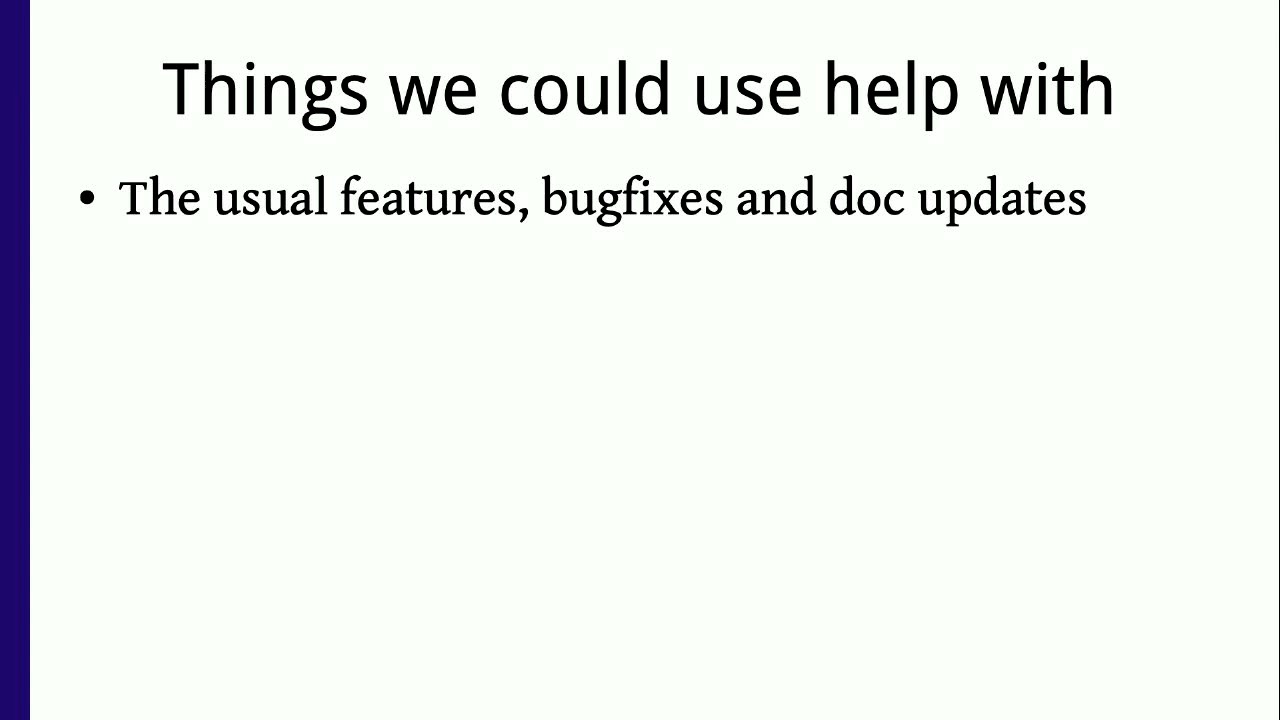 Things we could use help with
• The usual features, bugfixes and doc updates